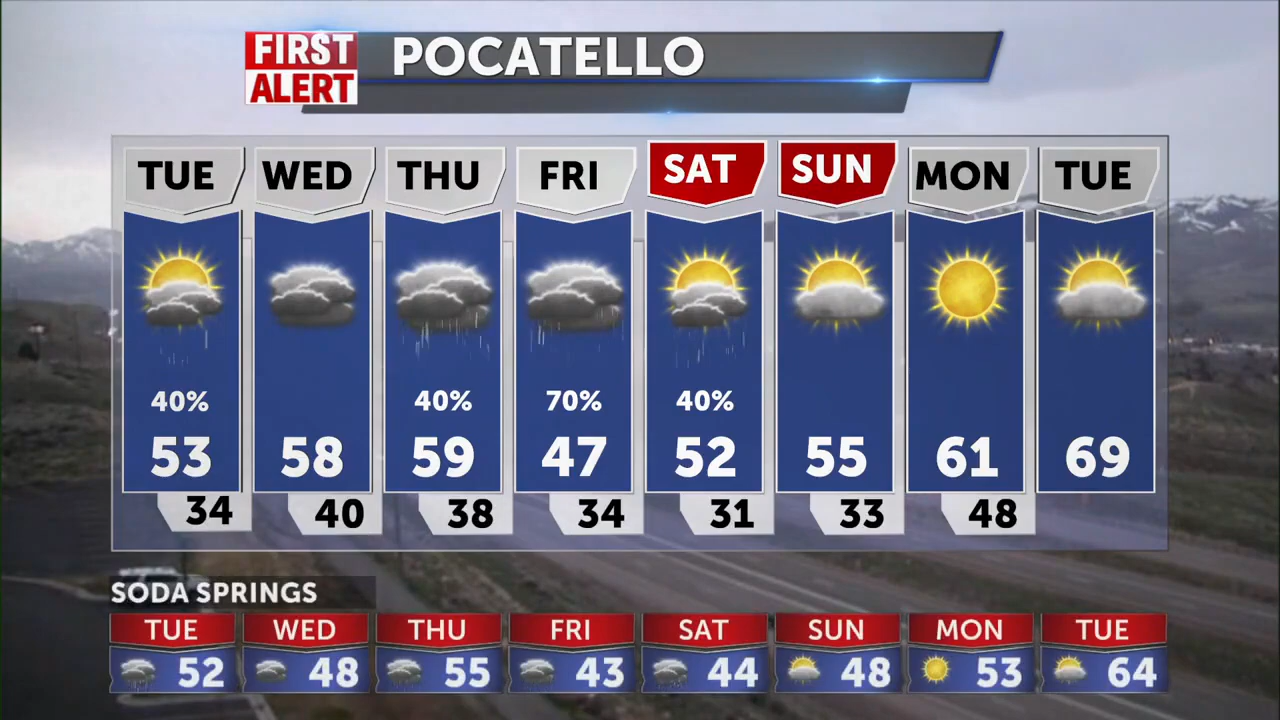 FIRST
ALERT
POCATELLO
TUE WED THU FRI SAT SUN MON TUE
40% 40% 70% 40%
53 58 59 47 52 55 61 69
34 40 38 34 31 33 48
SODA SPRINGS
TUE WED THU FRI SAT SUN MON TUE
52 48 55 43 44 48 53 64